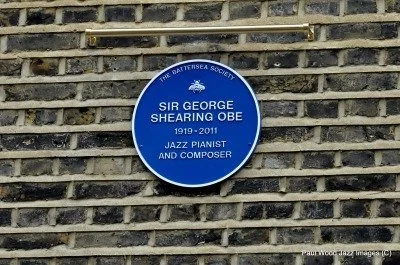 THE BATTERSEA SOCIETY
SIR GEORGE
SHEARING OBE
1919-2011
JAZZ PIANIST
AND COMPOSER
Paul Wood Jazz Images (C)